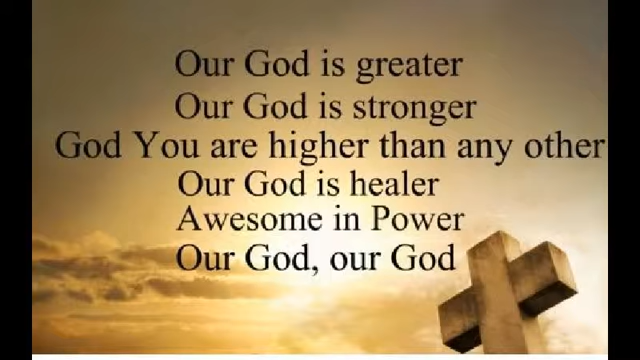 Our God is greater
Our God is stronger
God You are higher than any other
Our God is healer
Awesome in Power
Our God, our God